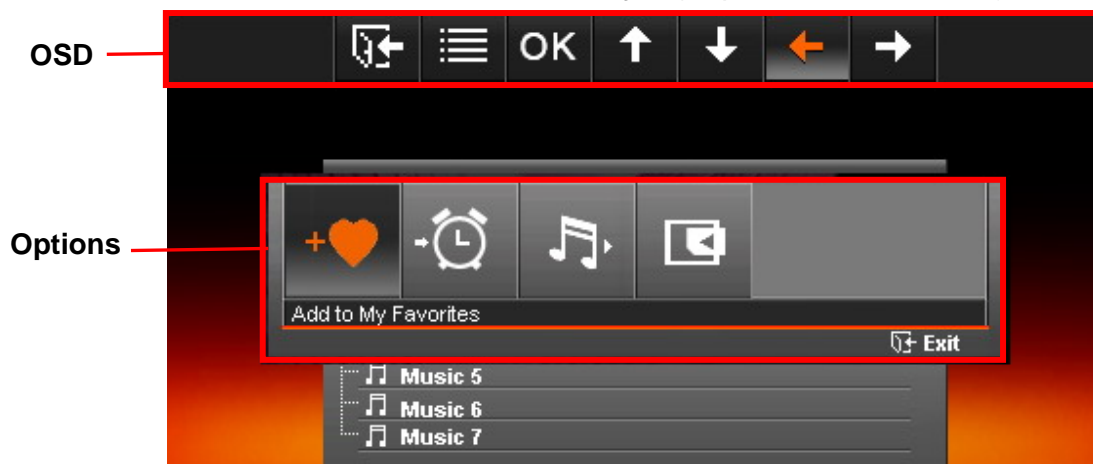 OSD
OK
Options
Add to My Favorites
Exit
Music 5
Music 6
Music 7